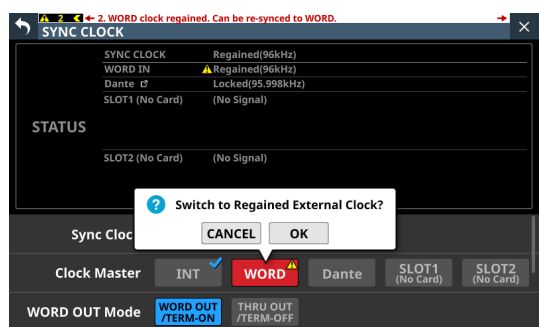 2 2. WORD clock regained. Can be re-synced to WORD.
SYNC CLOCK
SYNC CLOCK Regained(96kHz)
WORD IN Regained(96kHz)
Dante Locked(95.998kHz)
SLOT1 (No Card) (No Signal)
STATUS
SLOT2 (No Card) (No Signal)
Switch to Regained External Clock?
CANCEL OK
Sync Cloc
Clock Master INT WORD Dante SLOT1 (No Card) SLOT2 (No Card)
WORD OUT Mode WORD OUT /TERM-ON THRU OUT /TERM-OFF